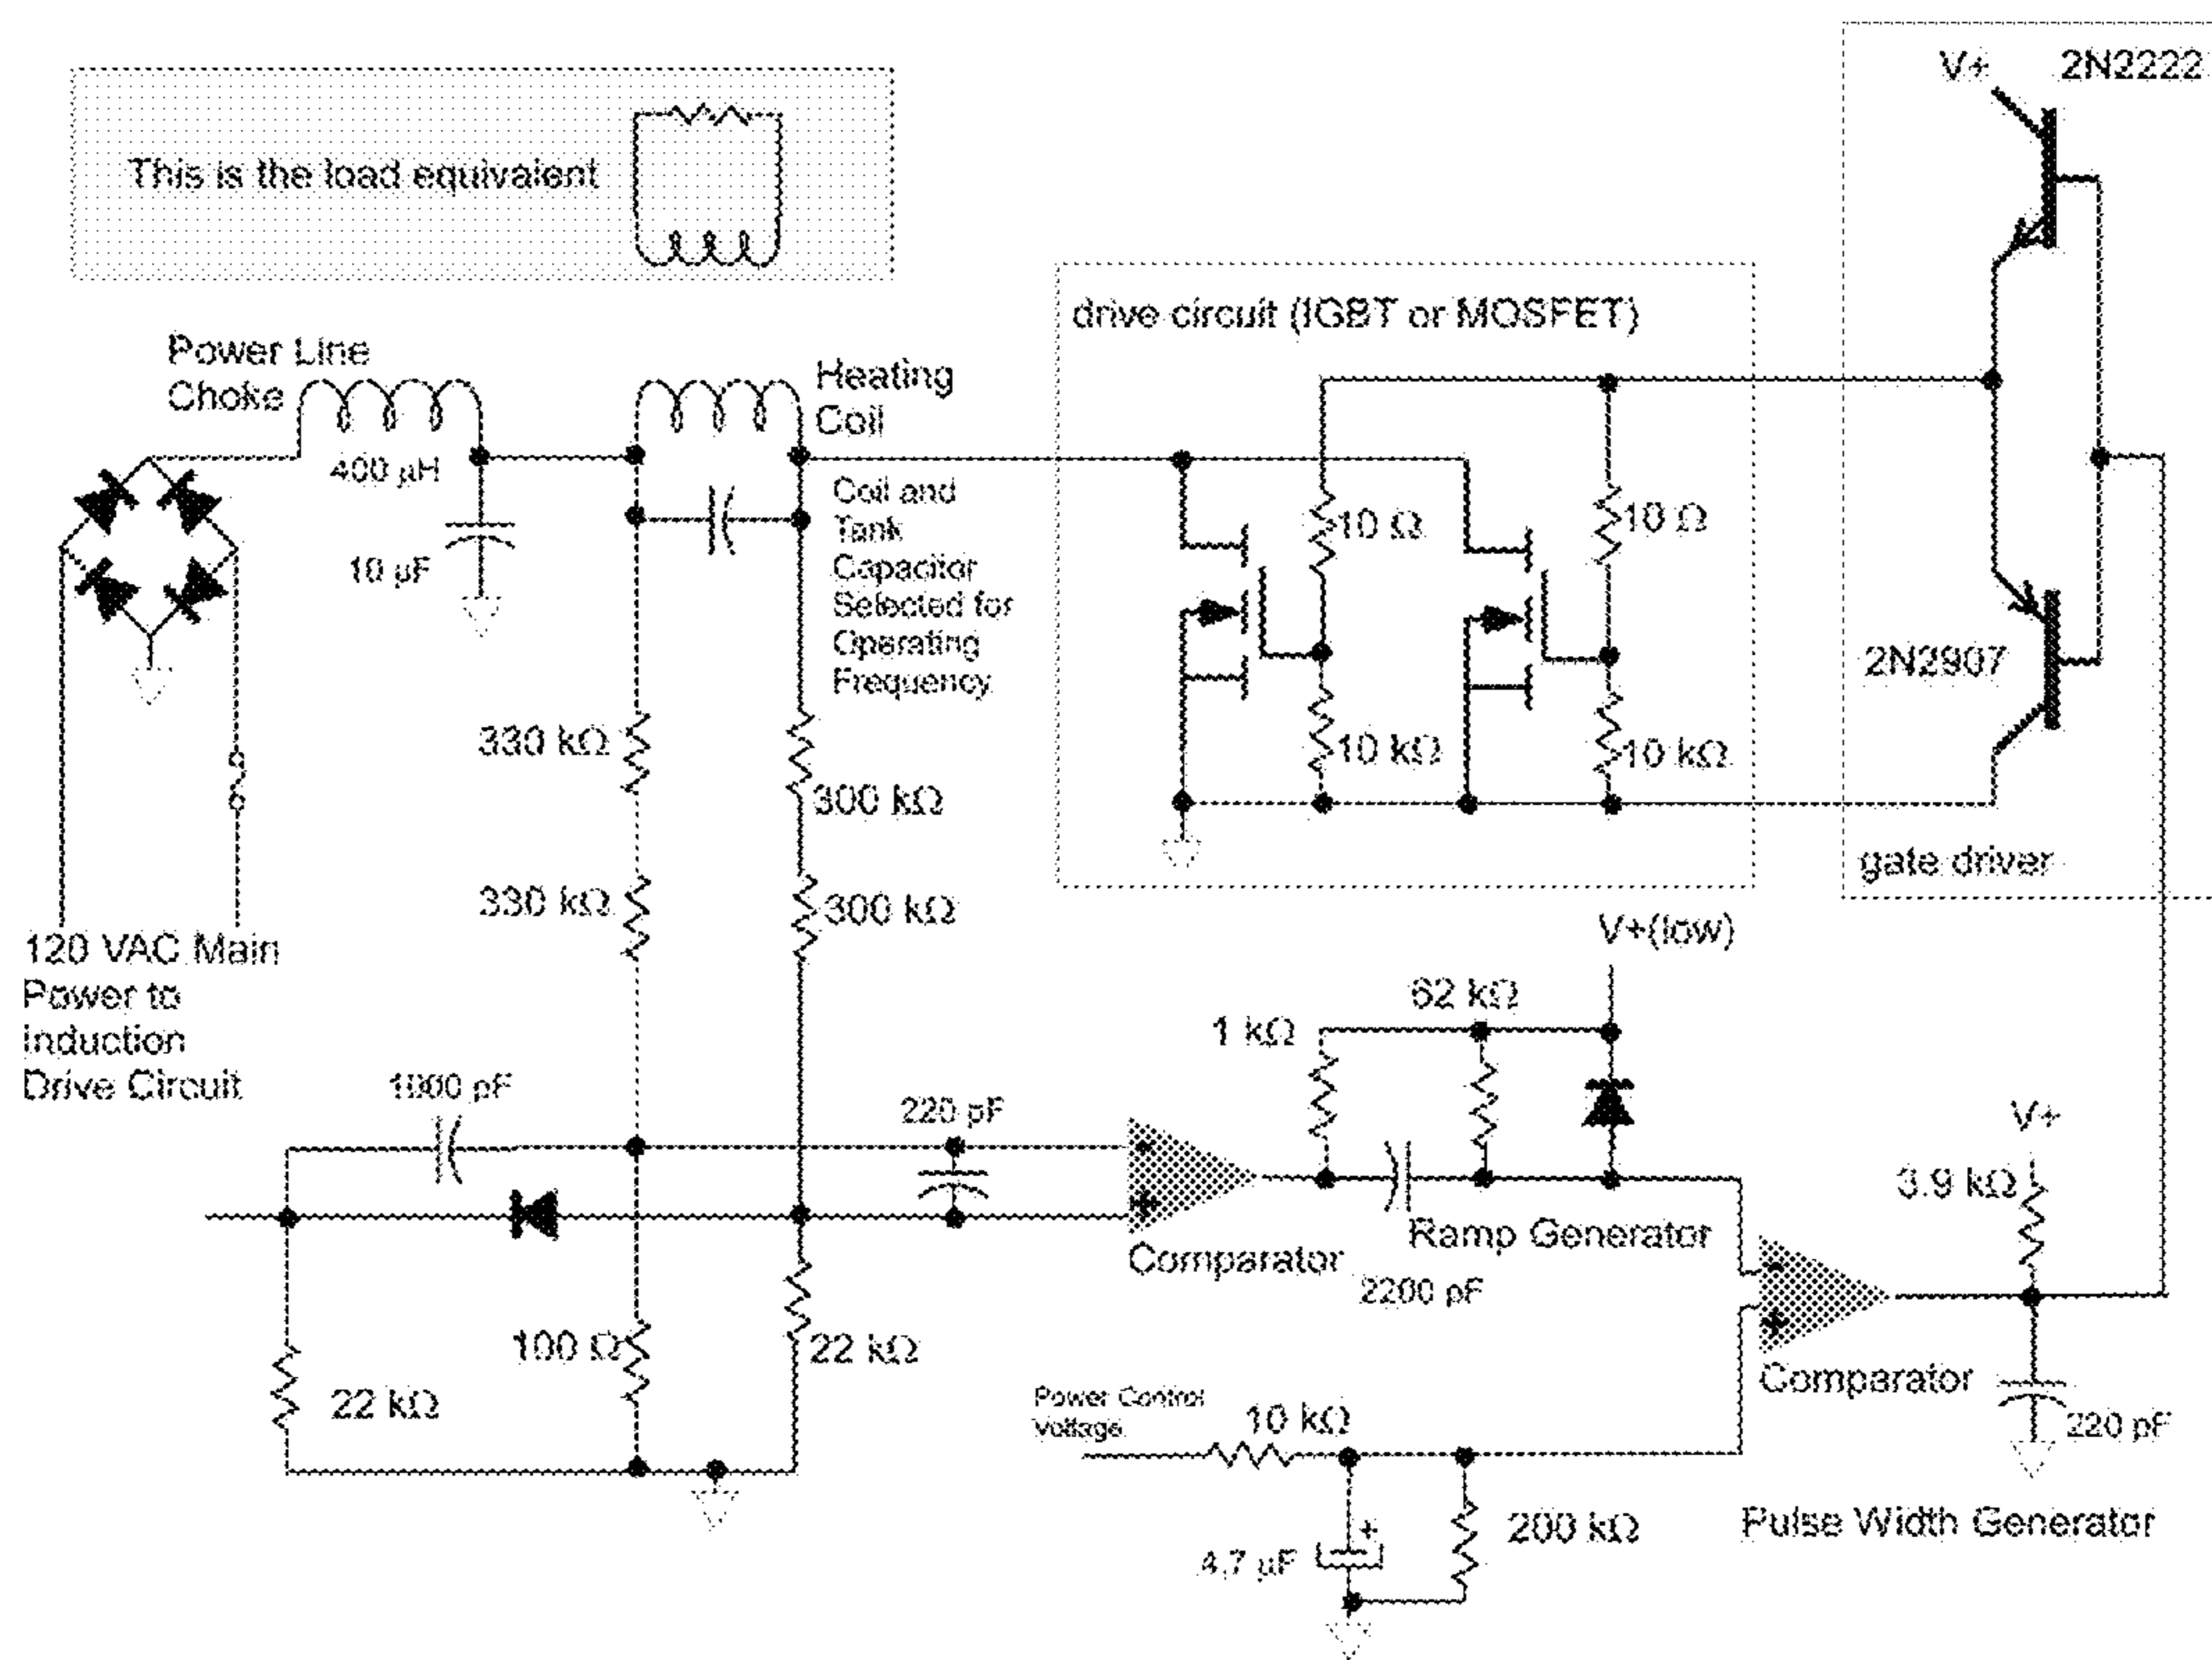 V+ 2N2222
This is the load equivalent
drive circuit (IGBT or MOSFET)
Power Line
Choke
Heating
Coil
400 µH
10 µF
Coil and
Tank
Capacitor
Selected for
Operating
Frequency
10 Ω
10 Ω
2N2907
330 kΩ
10 kΩ
10 kΩ
300 kΩ
gate driver
330 kΩ
300 kΩ
V+(low)
120 VAC Main
Power to
Induction
Drive Circuit
62 kΩ
1 kΩ
1000 pF
220 pF
V+
3.9 kΩ
-
+
Comparator
Ramp Generator
2200 pF
-
+
Comparator
100 Ω
22 kΩ
22 kΩ
Power Control
Voltage
10 kΩ
220 pF
+
4.7 µF
200 kΩ
Pulse Width Generator